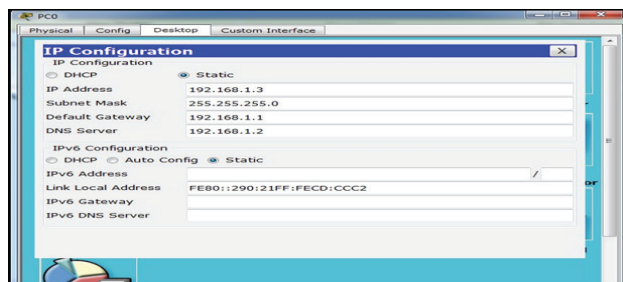 PC0
Physical Config Desktop Custom Interface
IP Configuration X
IP Configuration
DHCP Static
IP Address 192.168.1.3
Subnet Mask 255.255.255.0
Default Gateway 192.168.1.1
DNS Server 192.168.1.2
IPv6 Configuration
DHCP Auto Config Static
IPv6 Address /
Link Local Address FE80::290:21FF:FECD:CCC2
IPv6 Gateway
IPv6 DNS Server